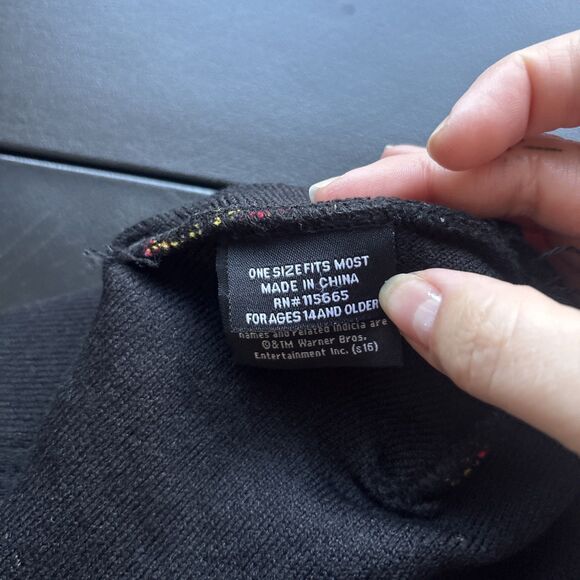 ONE SIZE FITS MOST
MADE IN CHINA
RN#115665
FOR AGES 14 AND OLDER
names and related indicia are
©&TM Warner Bros.
Entertainment Inc. (s16)